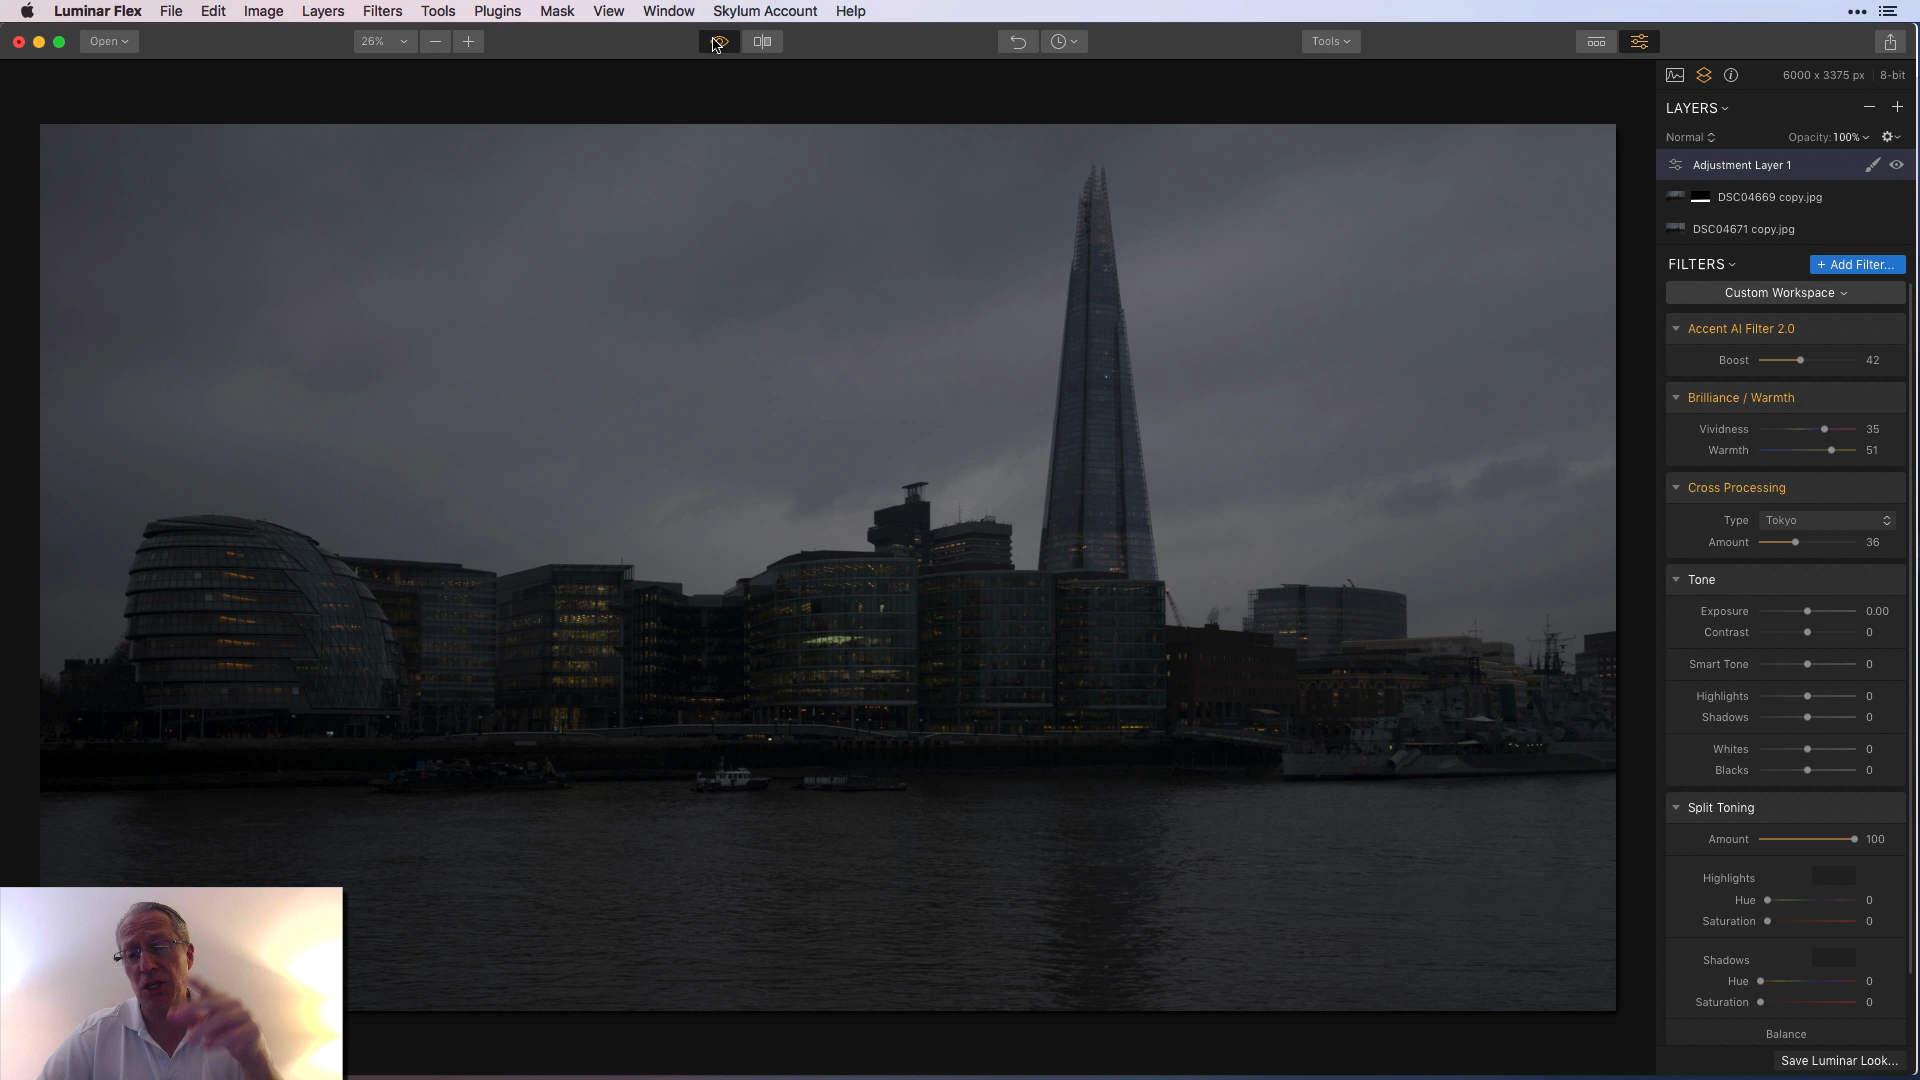 Luminar Flex File Edit Image Layers Filters Tools Plugins Mask View Window Skylum Account Help
Open 26% Tools
6000 x 3375 px 8-bit
LAYERS
Normal Opacity: 100%
Adjustment Layer 1
DSC04669 copy.jpg
DSC04671 copy.jpg
FILTERS + Add Filter...
Custom Workspace
Accent AI Filter 2.0
Boost 42
Brilliance / Warmth
Vividness 35
Warmth 51
Cross Processing
Type Tokyo
Amount 36
Tone
Exposure 0.00
Contrast 0
Smart Tone 0
Highlights 0
Shadows 0
Whites 0
Blacks 0
Split Toning
Amount 100
Highlights
Hue 0
Saturation 0
Shadows
Hue 0
Saturation 0
Balance
Save Luminar Look...